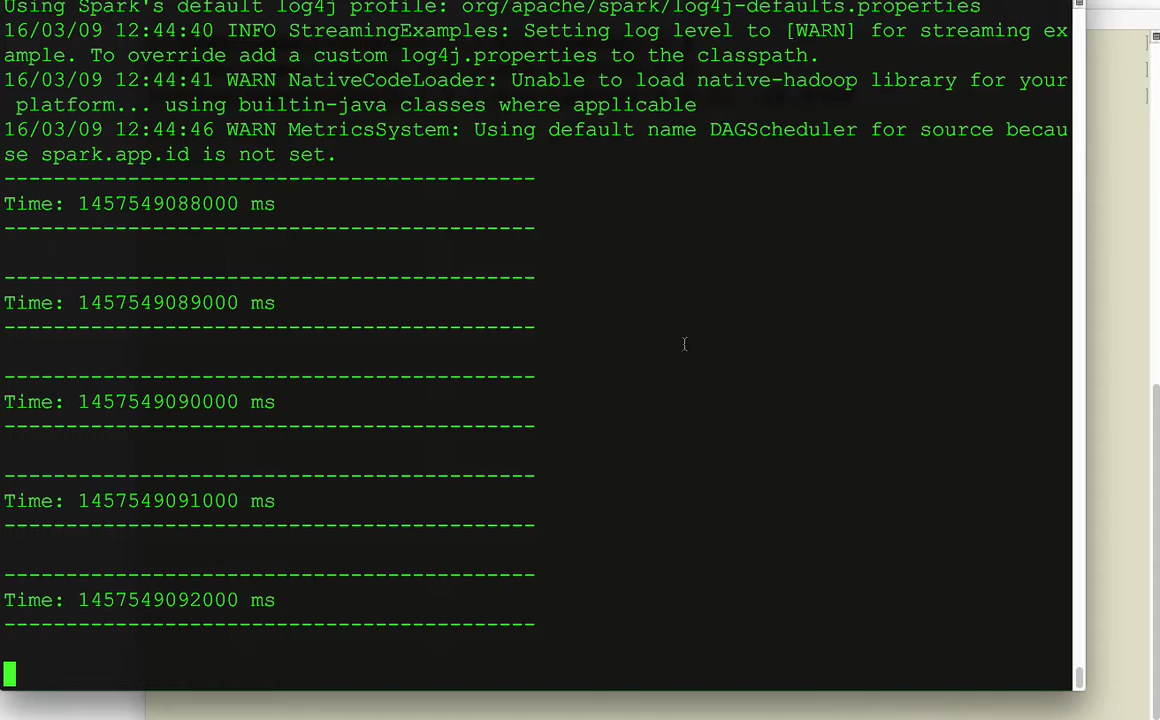 Using Spark's default log4j profile: org/apache/spark/log4j-defaults.properties
16/03/09 12:44:40 INFO StreamingExamples: Setting log level to [WARN] for streaming ex
ample. To override add a custom log4j.properties to the classpath.
16/03/09 12:44:41 WARN NativeCodeLoader: Unable to load native-hadoop library for your
 platform... using builtin-java classes where applicable
16/03/09 12:44:46 WARN MetricsSystem: Using default name DAGScheduler for source becau
se spark.app.id is not set.
-------------------------------------------
Time: 1457549088000 ms
-------------------------------------------
-------------------------------------------
Time: 1457549089000 ms
-------------------------------------------
-------------------------------------------
Time: 1457549090000 ms
-------------------------------------------
-------------------------------------------
Time: 1457549091000 ms
-------------------------------------------
-------------------------------------------
Time: 1457549092000 ms
-------------------------------------------